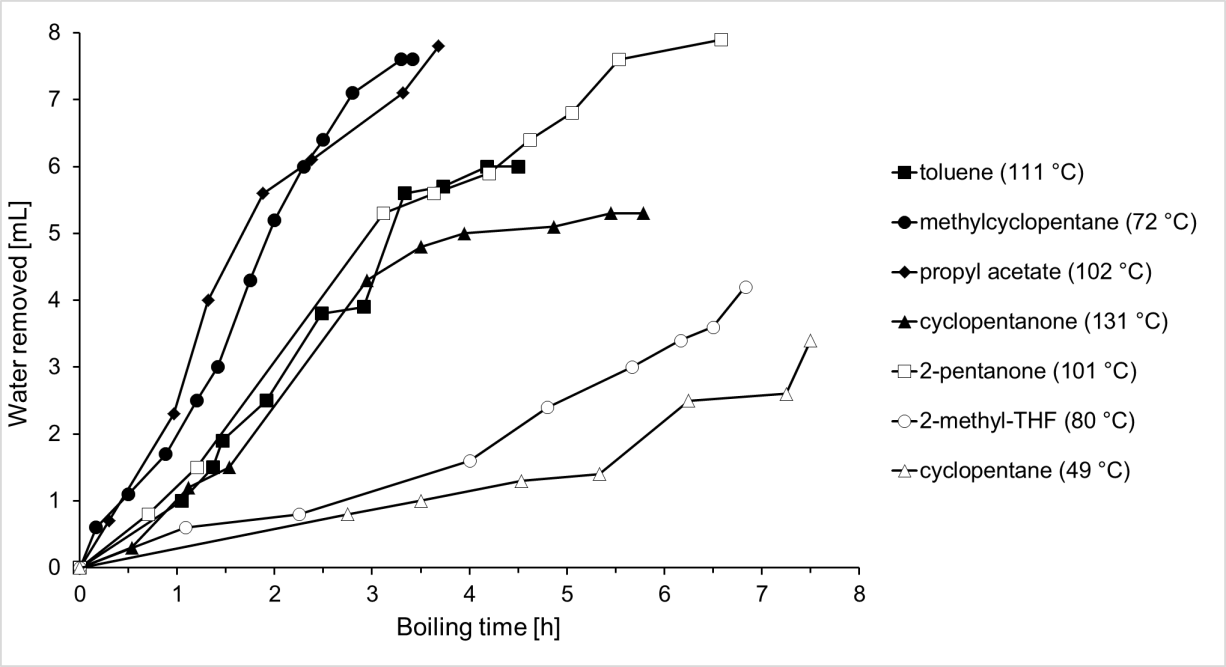 8
7
6
5
4
3
2
1
0
Water removed [mL]
0 1 2 3 4 5 6 7 8
Boiling time [h]
toluene (111 °C)
methylcyclopentane (72 °C)
propyl acetate (102 °C)
cyclopentanone (131 °C)
2-pentanone (101 °C)
2-methyl-THF (80 °C)
cyclopentane (49 °C)